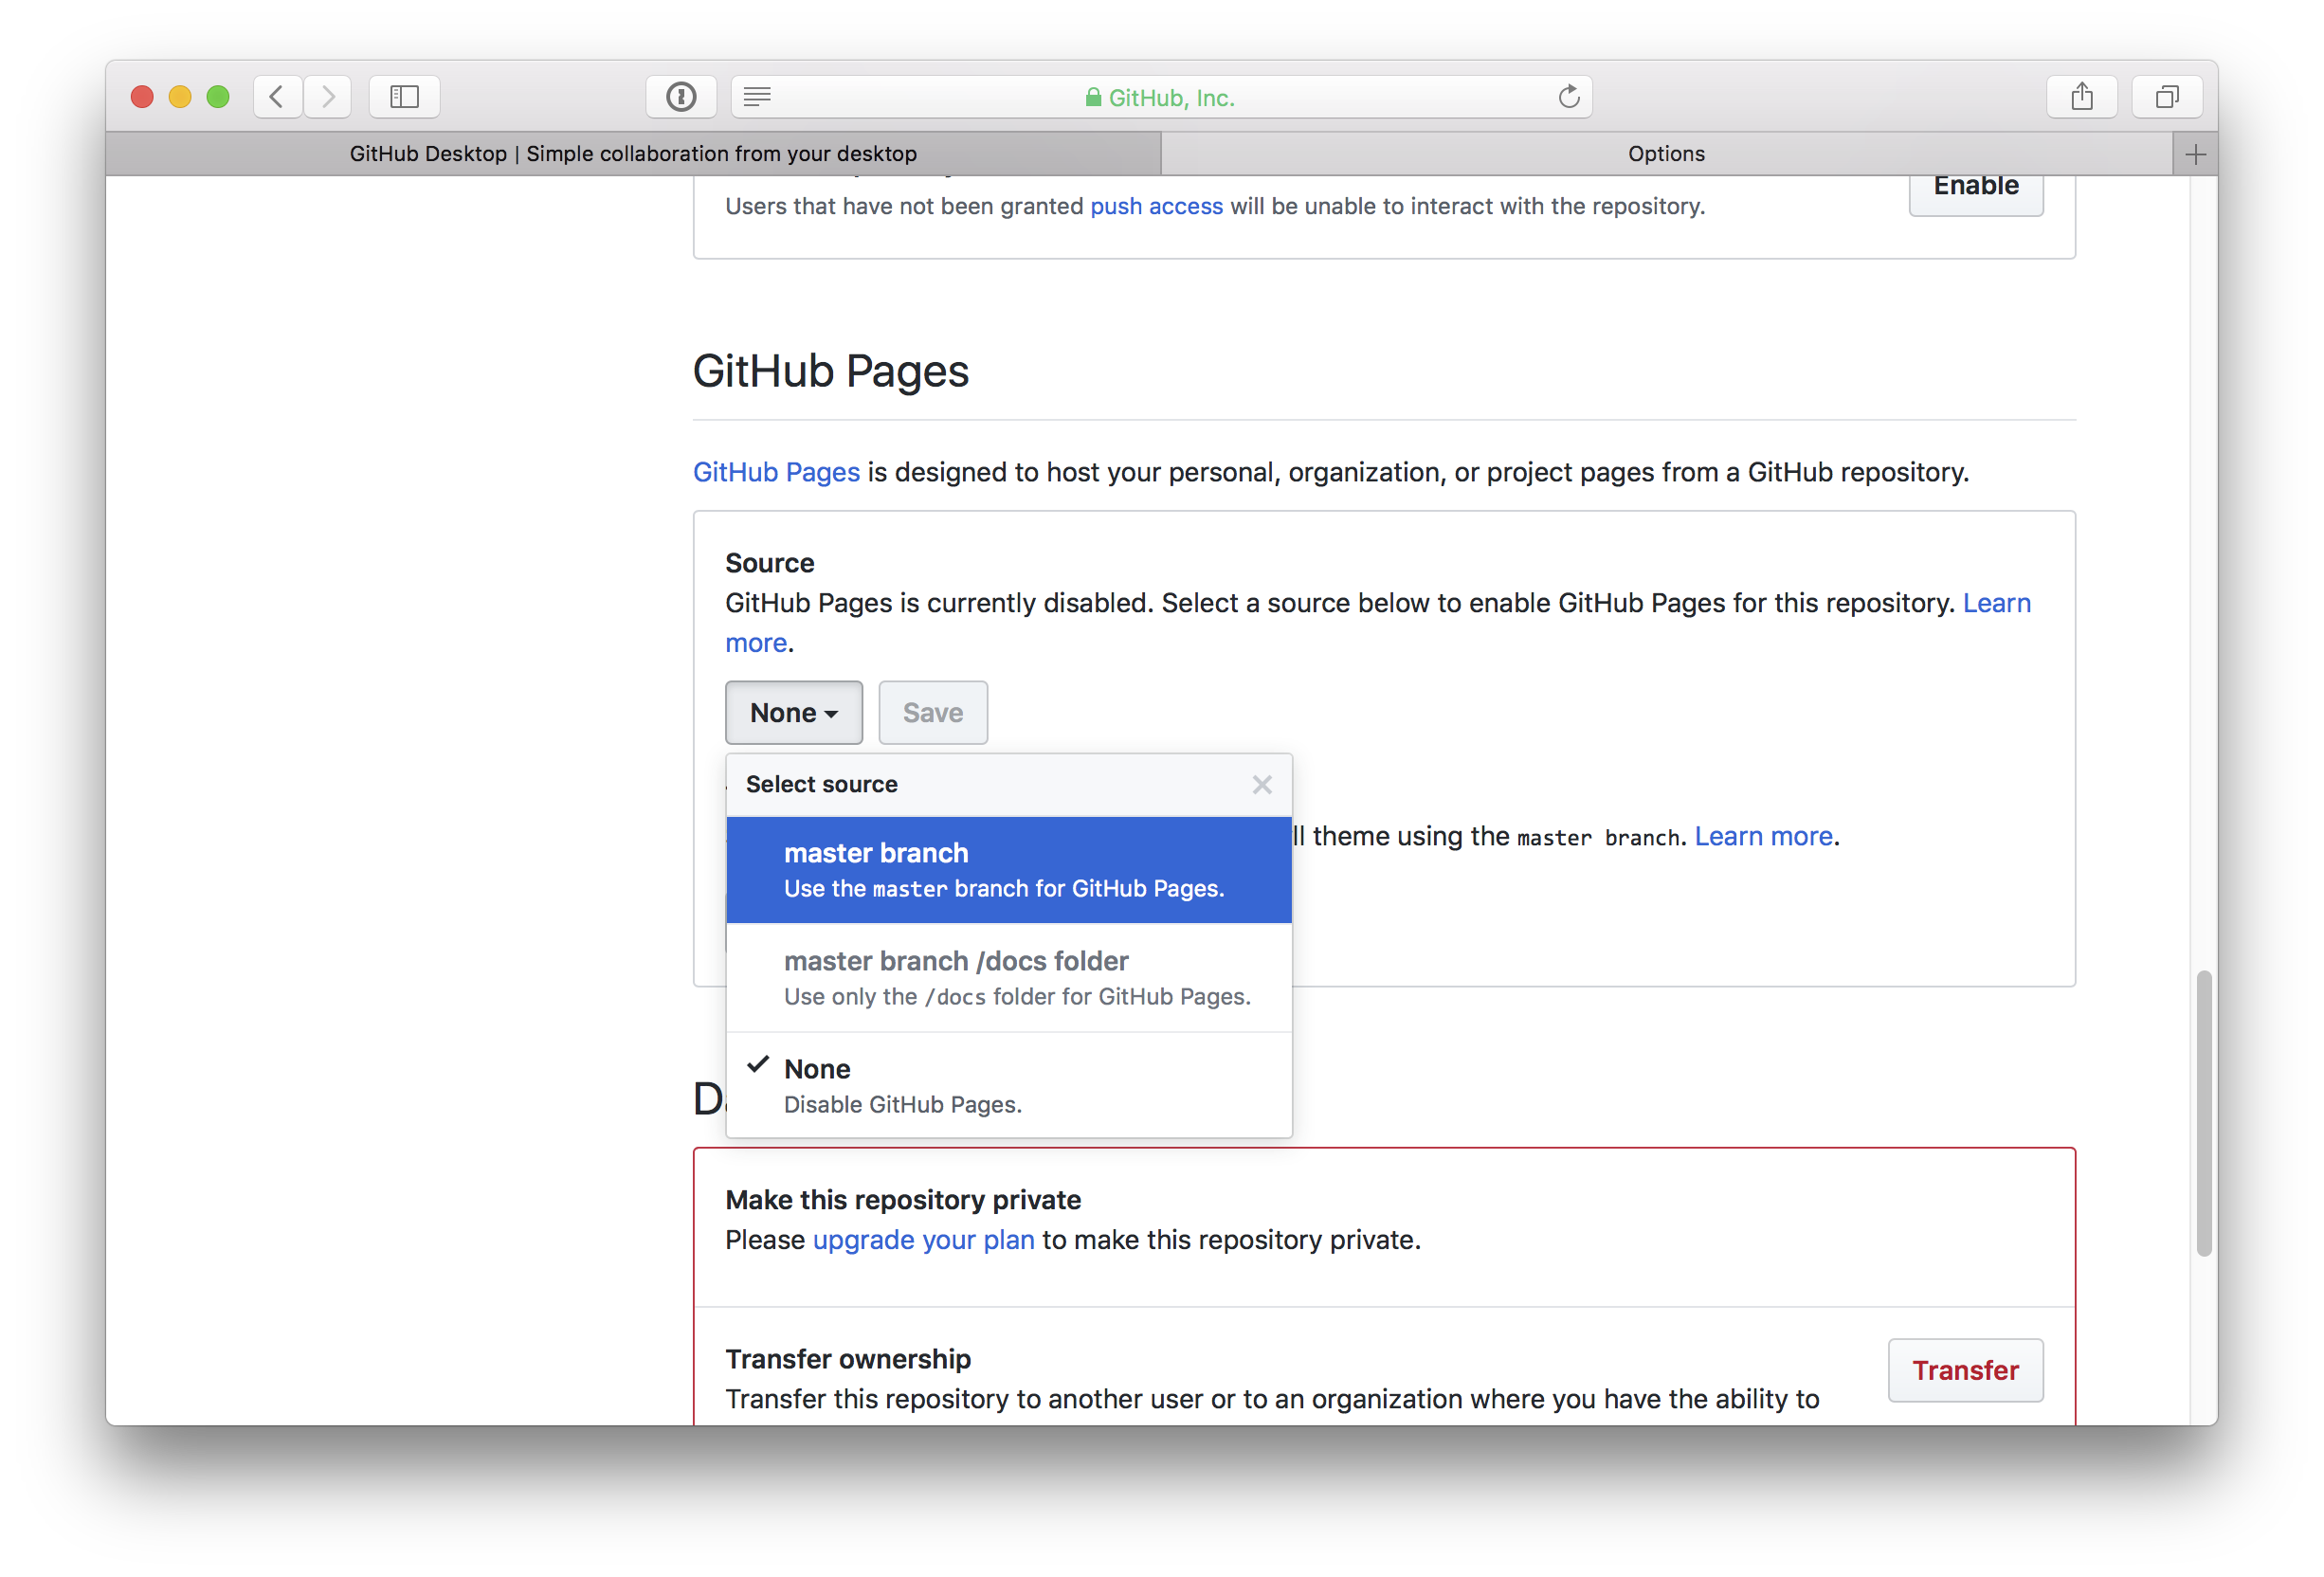 GitHub, Inc.
GitHub Desktop | Simple collaboration from your desktop
Options
Users that have not been granted push access will be unable to interact with the repository.
Enable
GitHub Pages
GitHub Pages is designed to host your personal, organization, or project pages from a GitHub repository.
Source
GitHub Pages is currently disabled. Select a source below to enable GitHub Pages for this repository. Learn
more.
None
Save
Select source
master branch
Use the master branch for GitHub Pages.
ll theme using the master branch. Learn more.
master branch /docs folder
Use only the /docs folder for GitHub Pages.
None
Disable GitHub Pages.
D
Make this repository private
Please upgrade your plan to make this repository private.
Transfer ownership
Transfer this repository to another user or to an organization where you have the ability to
Transfer